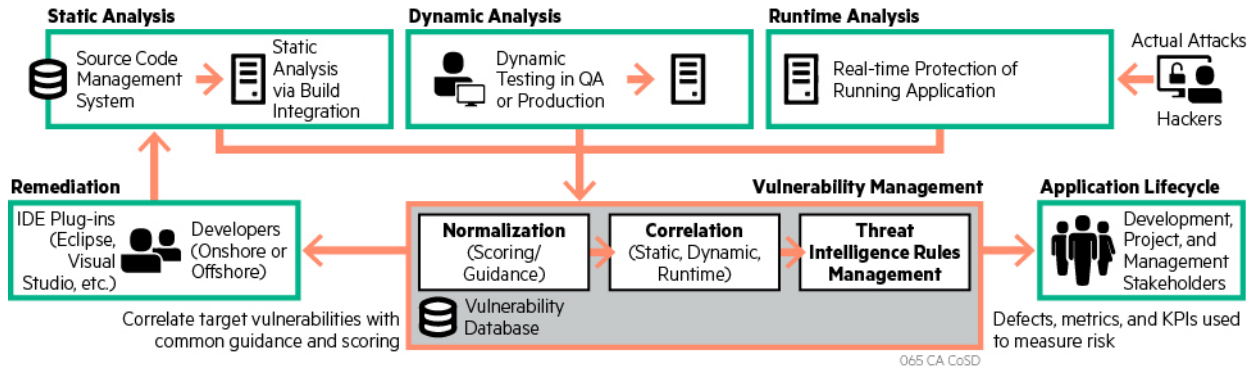 Static Analysis
Source Code
Management
System
Static
Analysis
via Build
Integration
Dynamic Analysis
Dynamic
Testing in QA
or Production
Runtime Analysis
Real-time Protection of
Running Application
Actual Attacks
Hackers
Remediation
IDE Plug-ins
(Eclipse,
Visual
Studio, etc.)
Developers
(Onshore or
Offshore)
Correlate target vulnerabilities with
common guidance and scoring
Vulnerability Management
Normalization
(Scoring/
Guidance)
Correlation
(Static, Dynamic,
Runtime)
Threat
Intelligence Rules
Management
Vulnerability
Database
Application Lifecycle
Development,
Project, and
Management
Stakeholders
Defects, metrics, and KPIs used
to measure risk
065 CA CoSD